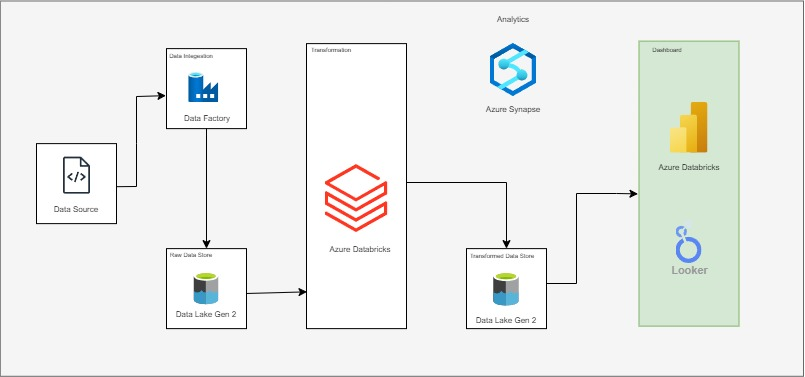 Analytics
Data Integestion
Transformation
Dashboard
Azure Synapse
Data Factory
Azure Databricks
Data Source
Raw Data Store
Azure Databricks
Transformed Data Store
Looker
Data Lake Gen 2
Data Lake Gen 2